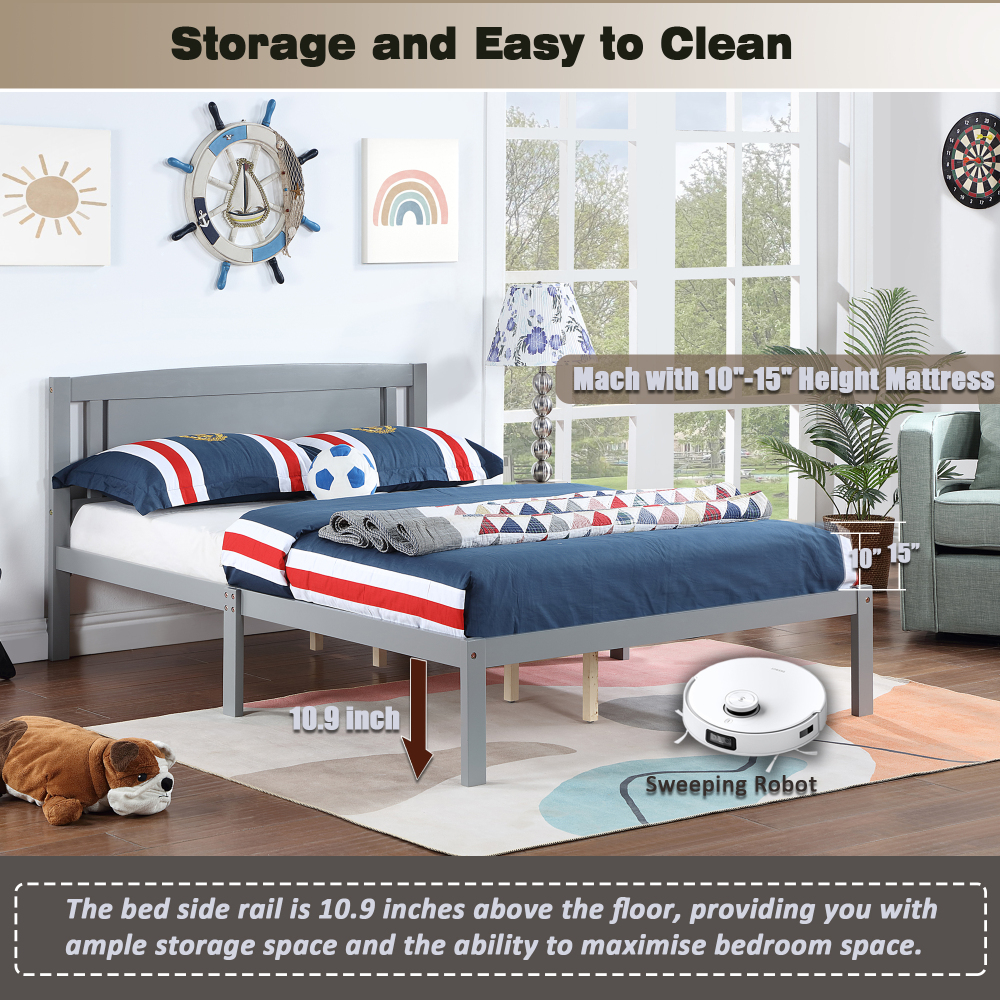 Storage and Easy to Clean
Mach with 10"-15" Height Mattress
10” 15”
10.9 inch
Sweeping Robot
The bed side rail is 10.9 inches above the floor, providing you with
ample storage space and the ability to maximise bedroom space.